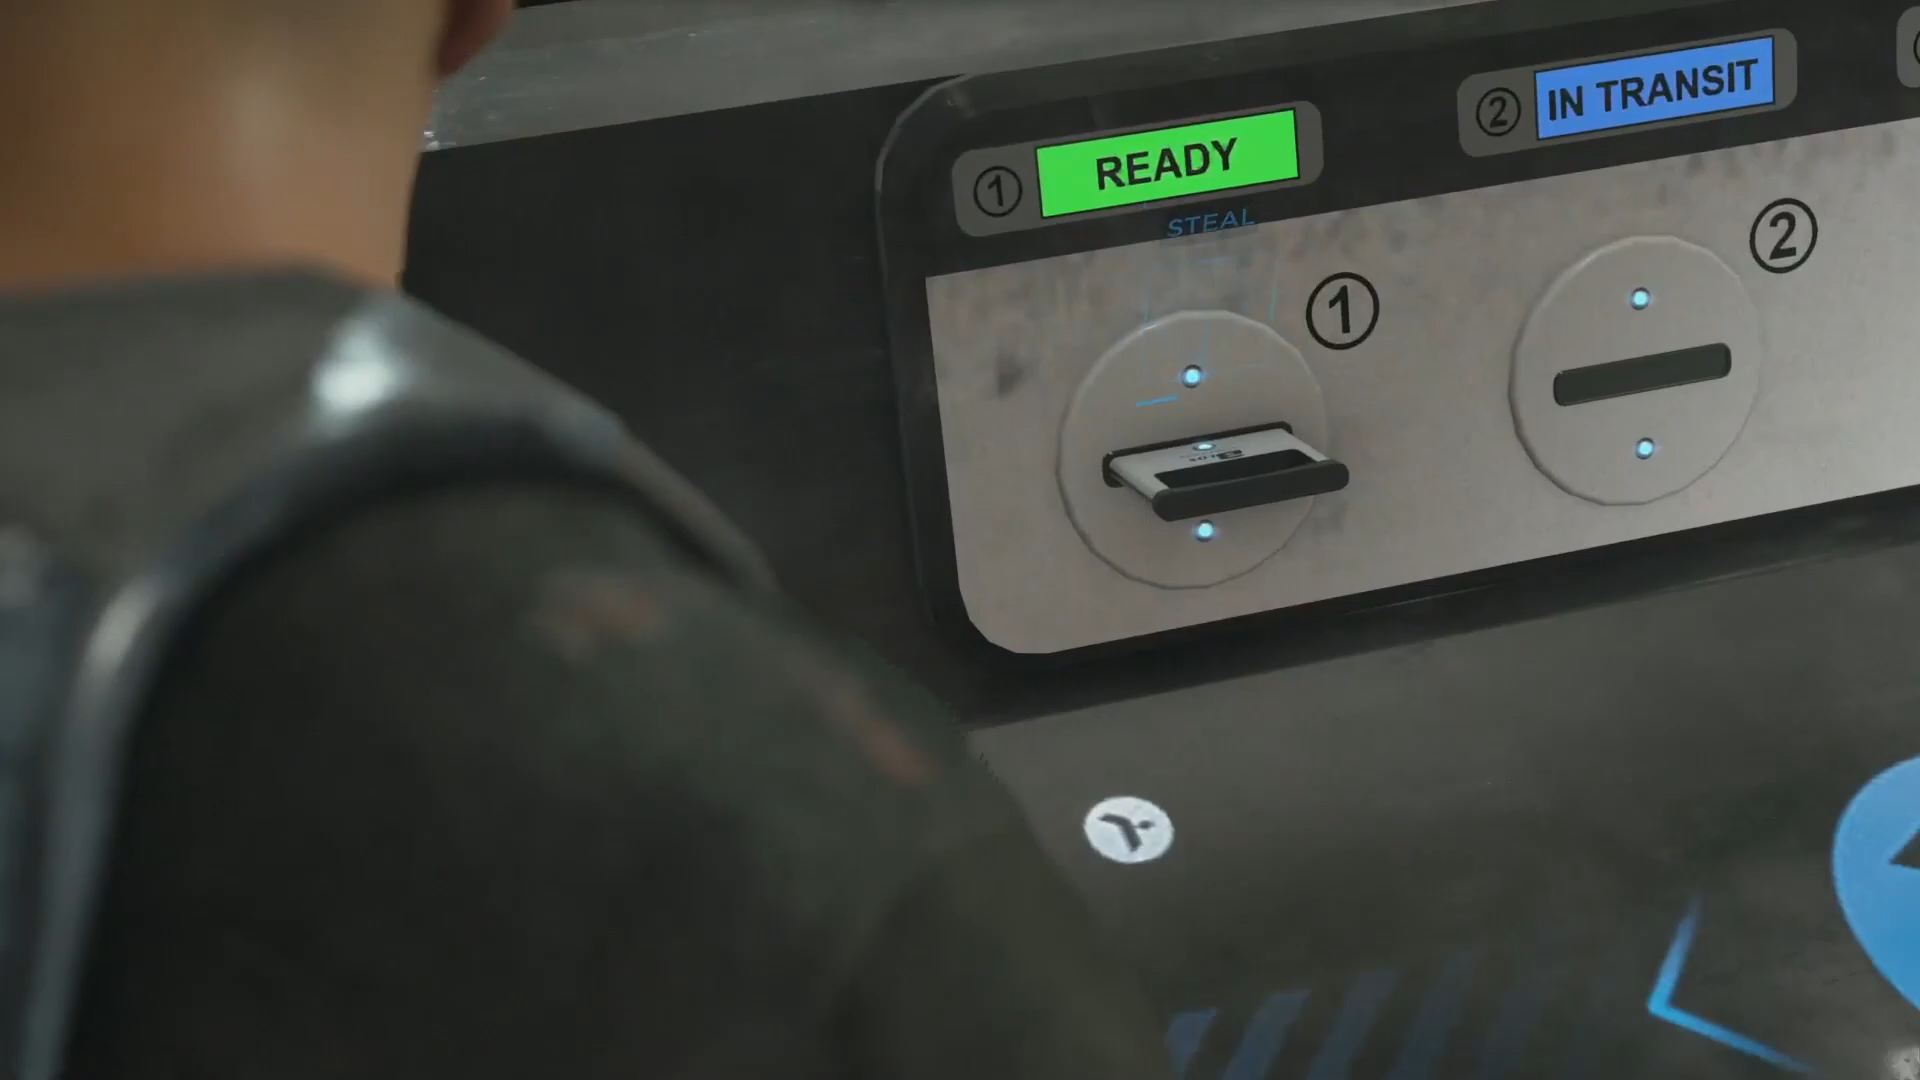 ① READY
② IN TRANSIT
STEAL
①
②